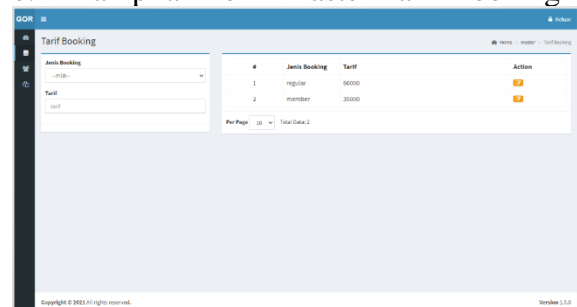 GOR
Keluar
Tarif Booking
Home > master > Tarif Booking
Jenis Booking
--Pilih--
Tarif
tarif
# Jenis Booking Tarif Action
1 regular 50000
2 member 35000
Per Page 10 Total Data: 2
Copyright © 2021 All rights reserved.
Version 1.0.0